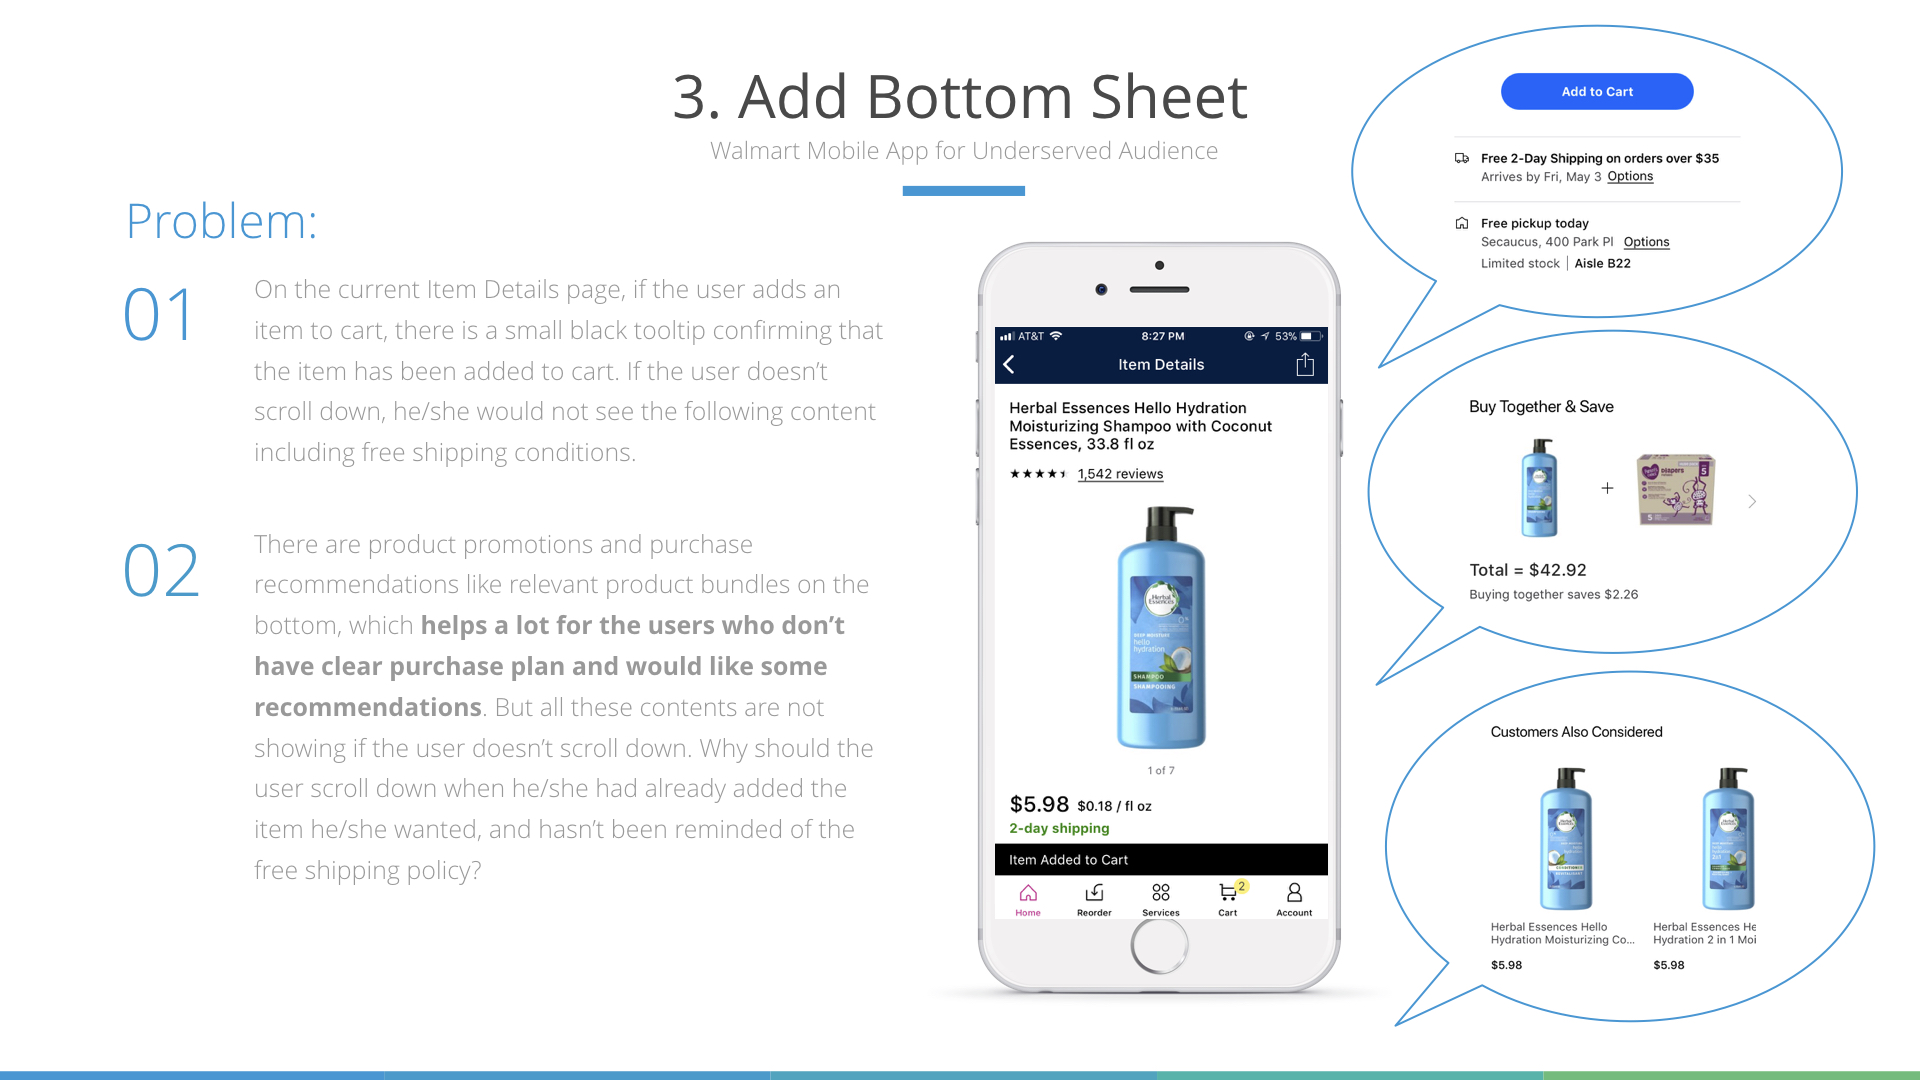 3. Add Bottom Sheet
Walmart Mobile App for Underserved Audience
Problem:
01
On the current Item Details page, if the user adds an
item to cart, there is a small black tooltip confirming that
the item has been added to cart. If the user doesn’t
scroll down, he/she would not see the following content
including free shipping conditions.
02
There are product promotions and purchase
recommendations like relevant product bundles on the
bottom, which helps a lot for the users who don’t
have clear purchase plan and would like some
recommendations. But all these contents are not
showing if the user doesn’t scroll down. Why should the
user scroll down when he/she had already added the
item he/she wanted, and hasn’t been reminded of the
free shipping policy?
AT&T 8:27 PM 53%
Item Details
Herbal Essences Hello Hydration
Moisturizing Shampoo with Coconut
Essences, 33.8 fl oz
1,542 reviews
Herbal
Essences
DEEP MOISTURE
hello
hydration
SHAMPOO
SHAMPOOING
1 of 7
$5.98 $0.18 / fl oz
2-day shipping
Item Added to Cart
2
Home Reorder Services Cart Account
Add to Cart
Free 2-Day Shipping on orders over $35
Arrives by Fri, May 3 Options
Free pickup today
Secaucus, 400 Park Pl Options
Limited stock | Aisle B22
Buy Together & Save
+
Diapers
5
5
Total = $42.92
Buying together saves $2.26
Customers Also Considered
Herbal Essences Hello
Hydration Moisturizing Co...
$5.98
Herbal Essences He
Hydration 2 in 1 Moi
$5.98